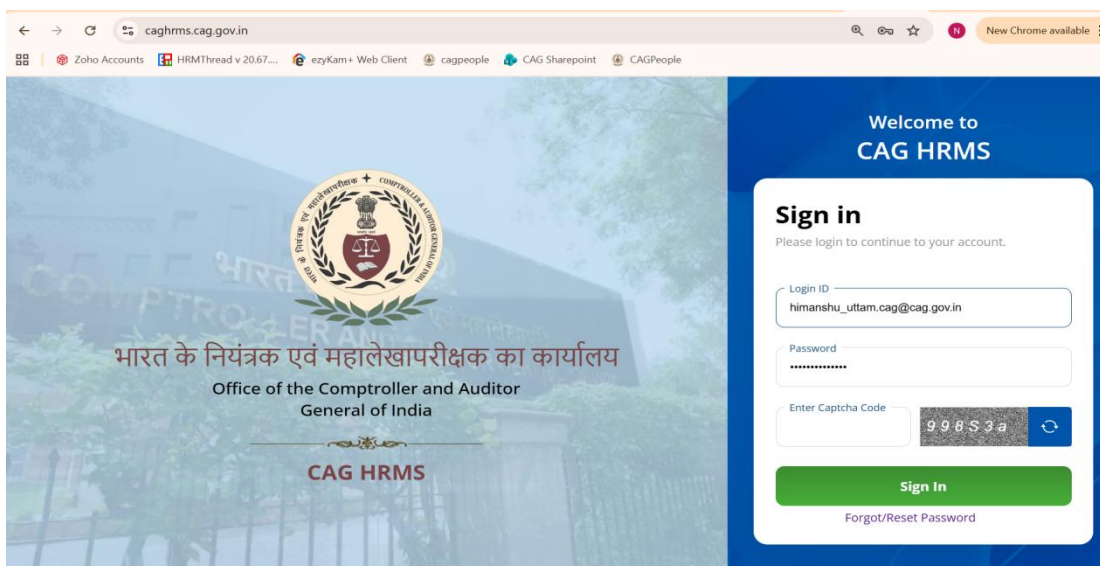 caghrms.cag.gov.in
N
New Chrome available
Zoho Accounts
HRMThread v 20.67....
ezyKam+ Web Client
cagpeople
CAG Sharepoint
CAGPeople
भारत के नियंत्रक एवं महालेखापरीक्षक का कार्यालय
Office of the Comptroller and Auditor
General of India
CAG HRMS
Welcome to
CAG HRMS
Sign in
Please login to continue to your account.
Login ID
himanshu_uttam.cag@cag.gov.in
Password
••••••••••••••
Enter Captcha Code
998S3a
Sign In
Forgot/Reset Password